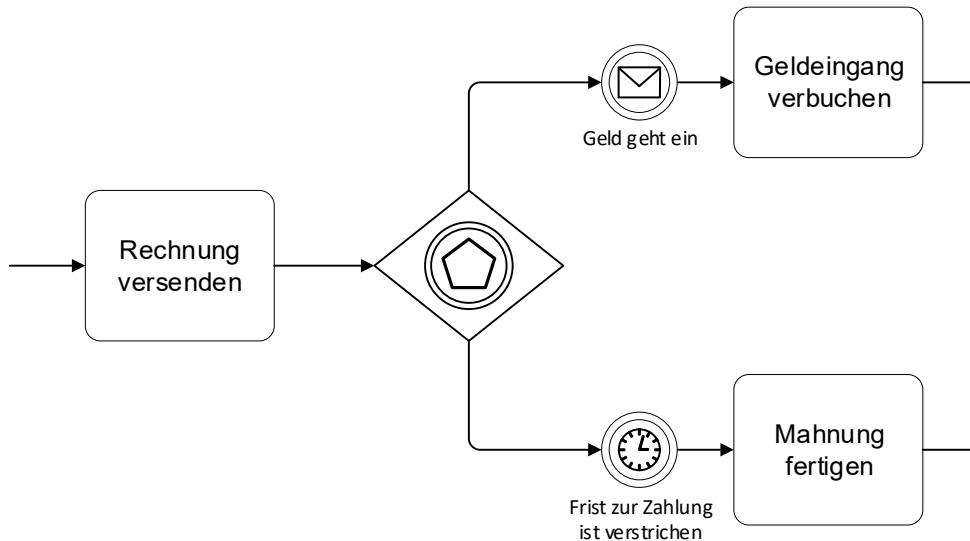 Geldeingang
verbuchen
Geld geht ein
Rechnung
versenden
Mahnung
fertigen
Frist zur Zahlung
ist verstrichen